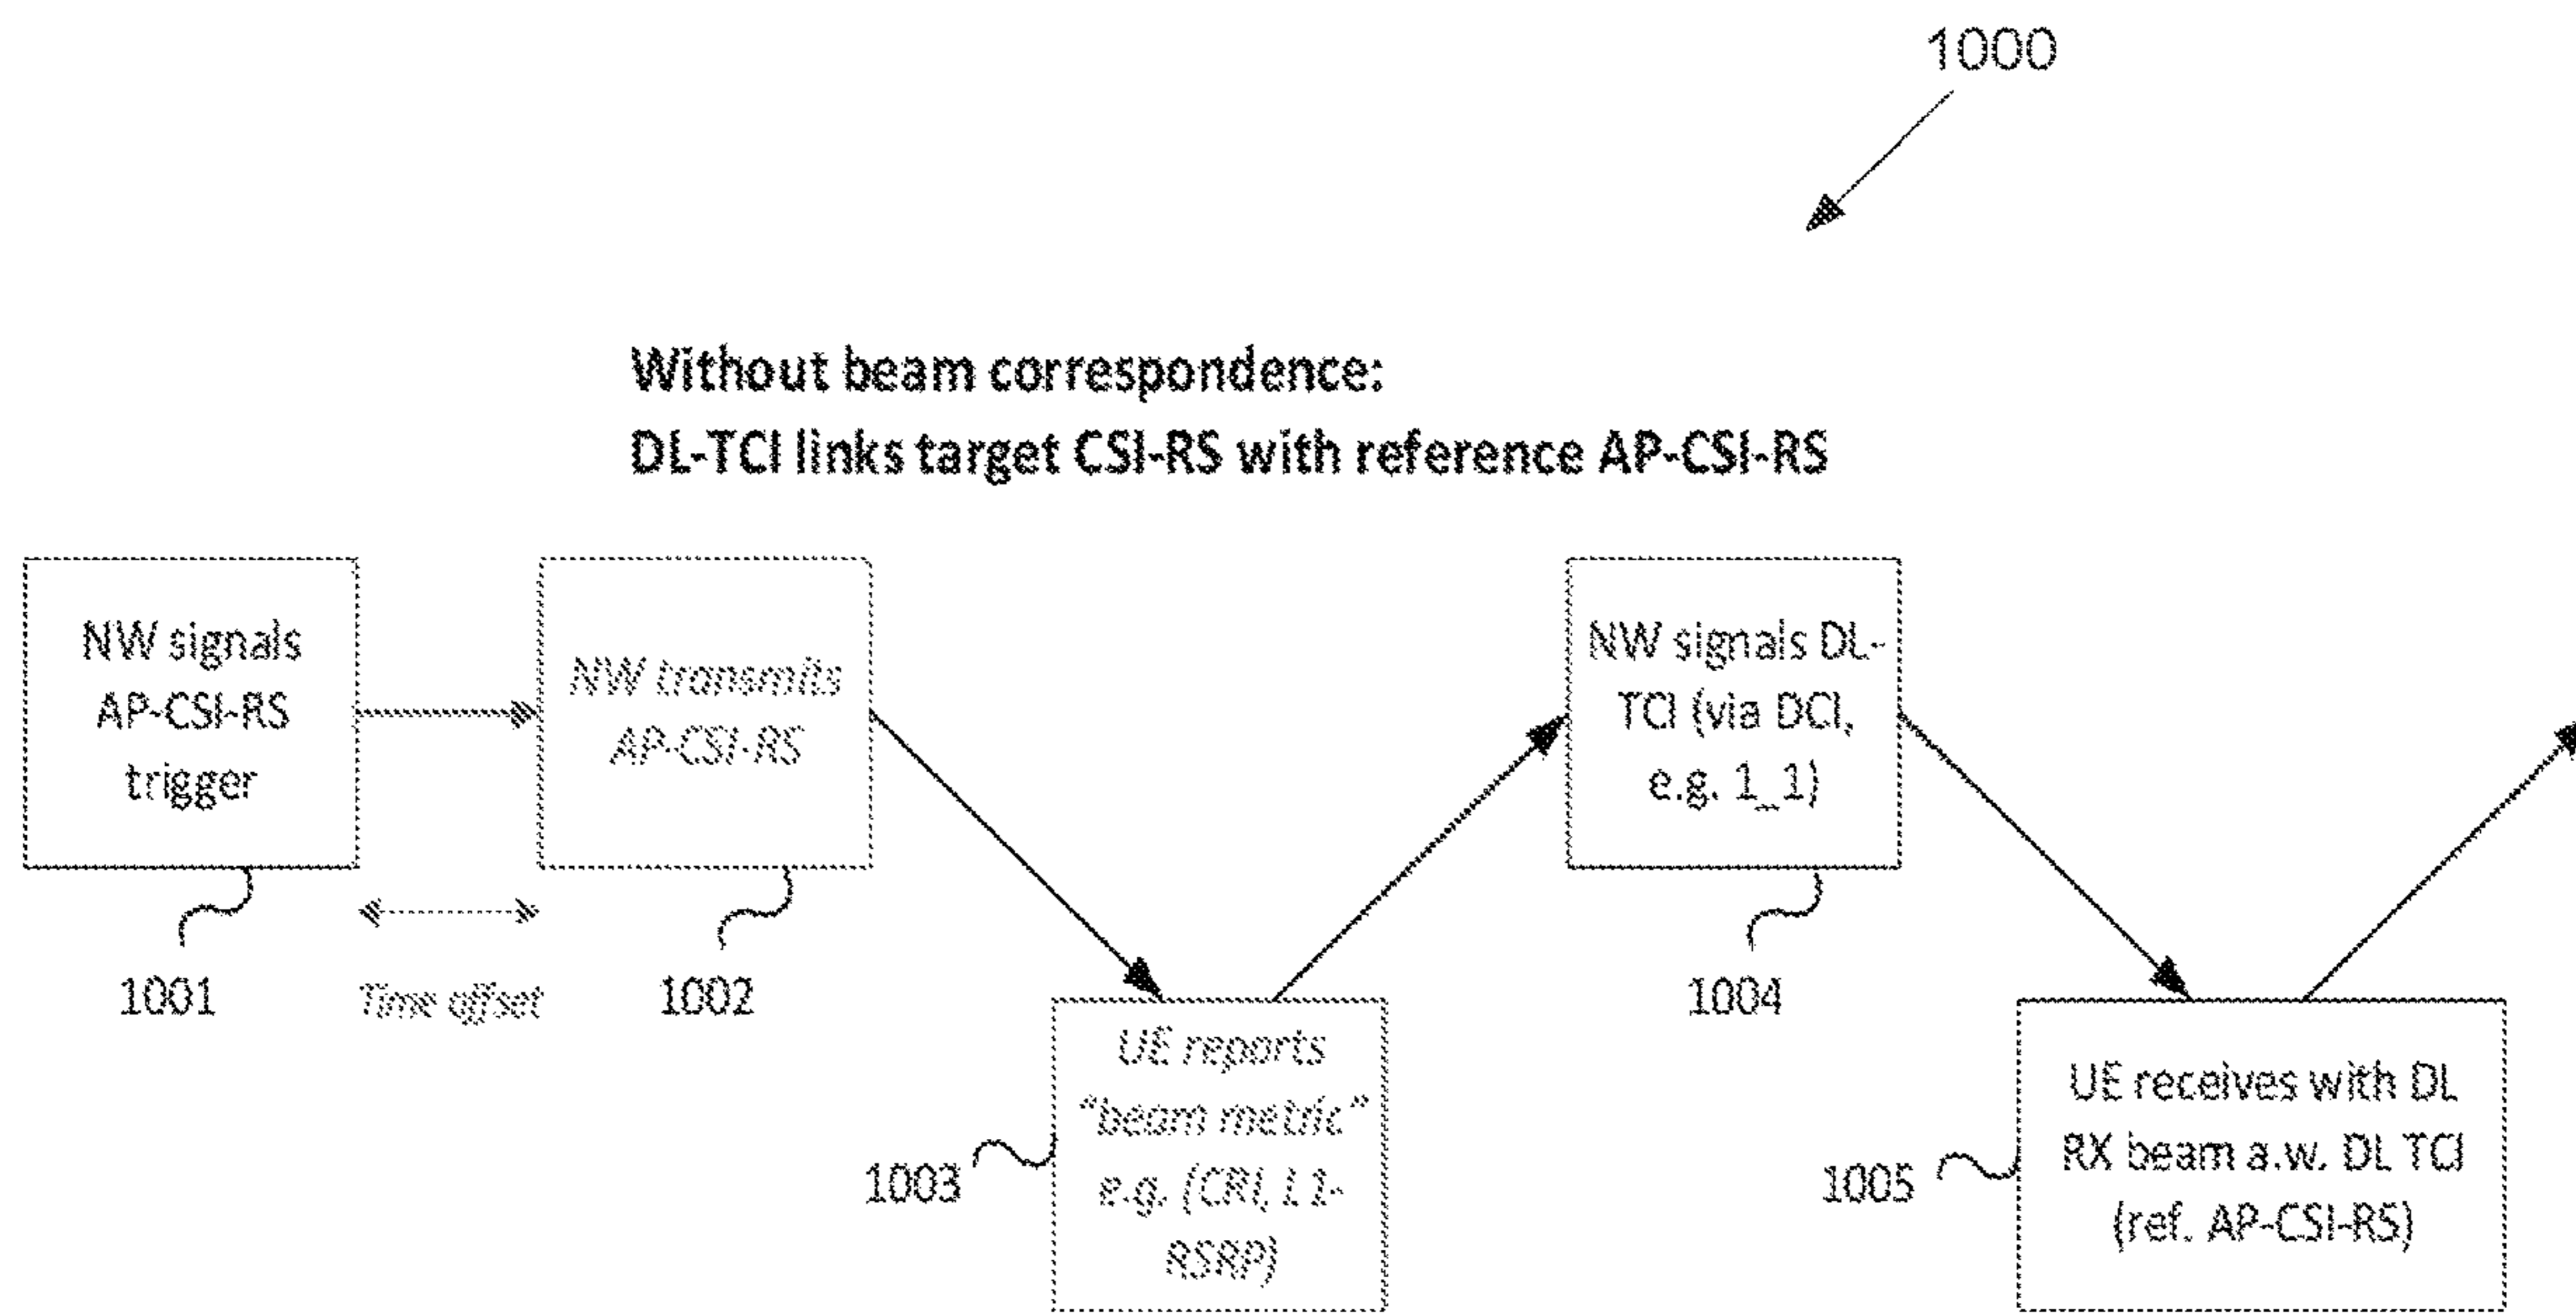 1000
Without beam correspondence:
DL-TCI links target CSI-RS with reference AP-CSI-RS
NW signals
AP-CSI-RS
trigger
1001
Time offset
NW transmits
AP-CSI-RS
1002
UE reports
“beam metric”
e.g. (CRI, L1-
RSRP)
1003
NW signals DL-
TCI (via DCI,
e.g. 1_1)
1004
UE receives with DL
RX beam a.w. DL TCI
(ref. AP-CSI-RS)
1005